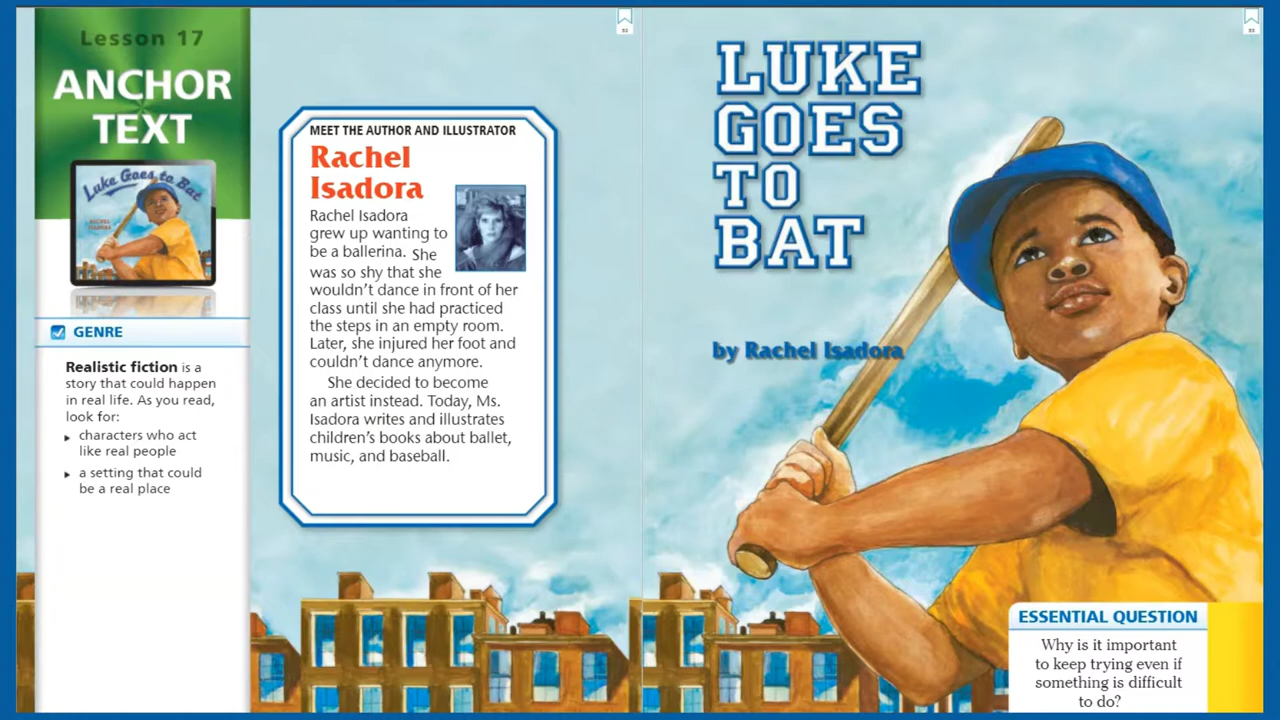 Lesson 17
ANCHOR
TEXT
Luke Goes to Bat
RACHEL
ISADORA
GENRE
Realistic fiction is a
story that could happen
in real life. As you read,
look for:
characters who act
like real people
a setting that could
be a real place
MEET THE AUTHOR AND ILLUSTRATOR
Rachel
Isadora
Rachel Isadora
grew up wanting to
be a ballerina. She
was so shy that she
wouldn't dance in front of her
class until she had practiced
the steps in an empty room.
Later, she injured her foot and
couldn't dance anymore.
She decided to become
an artist instead. Today, Ms.
Isadora writes and illustrates
children's books about ballet,
music, and baseball.
LUKE
GOES
TO
BAT
by Rachel Isadora
ESSENTIAL QUESTION
Why is it important
to keep trying even if
something is difficult
to do?